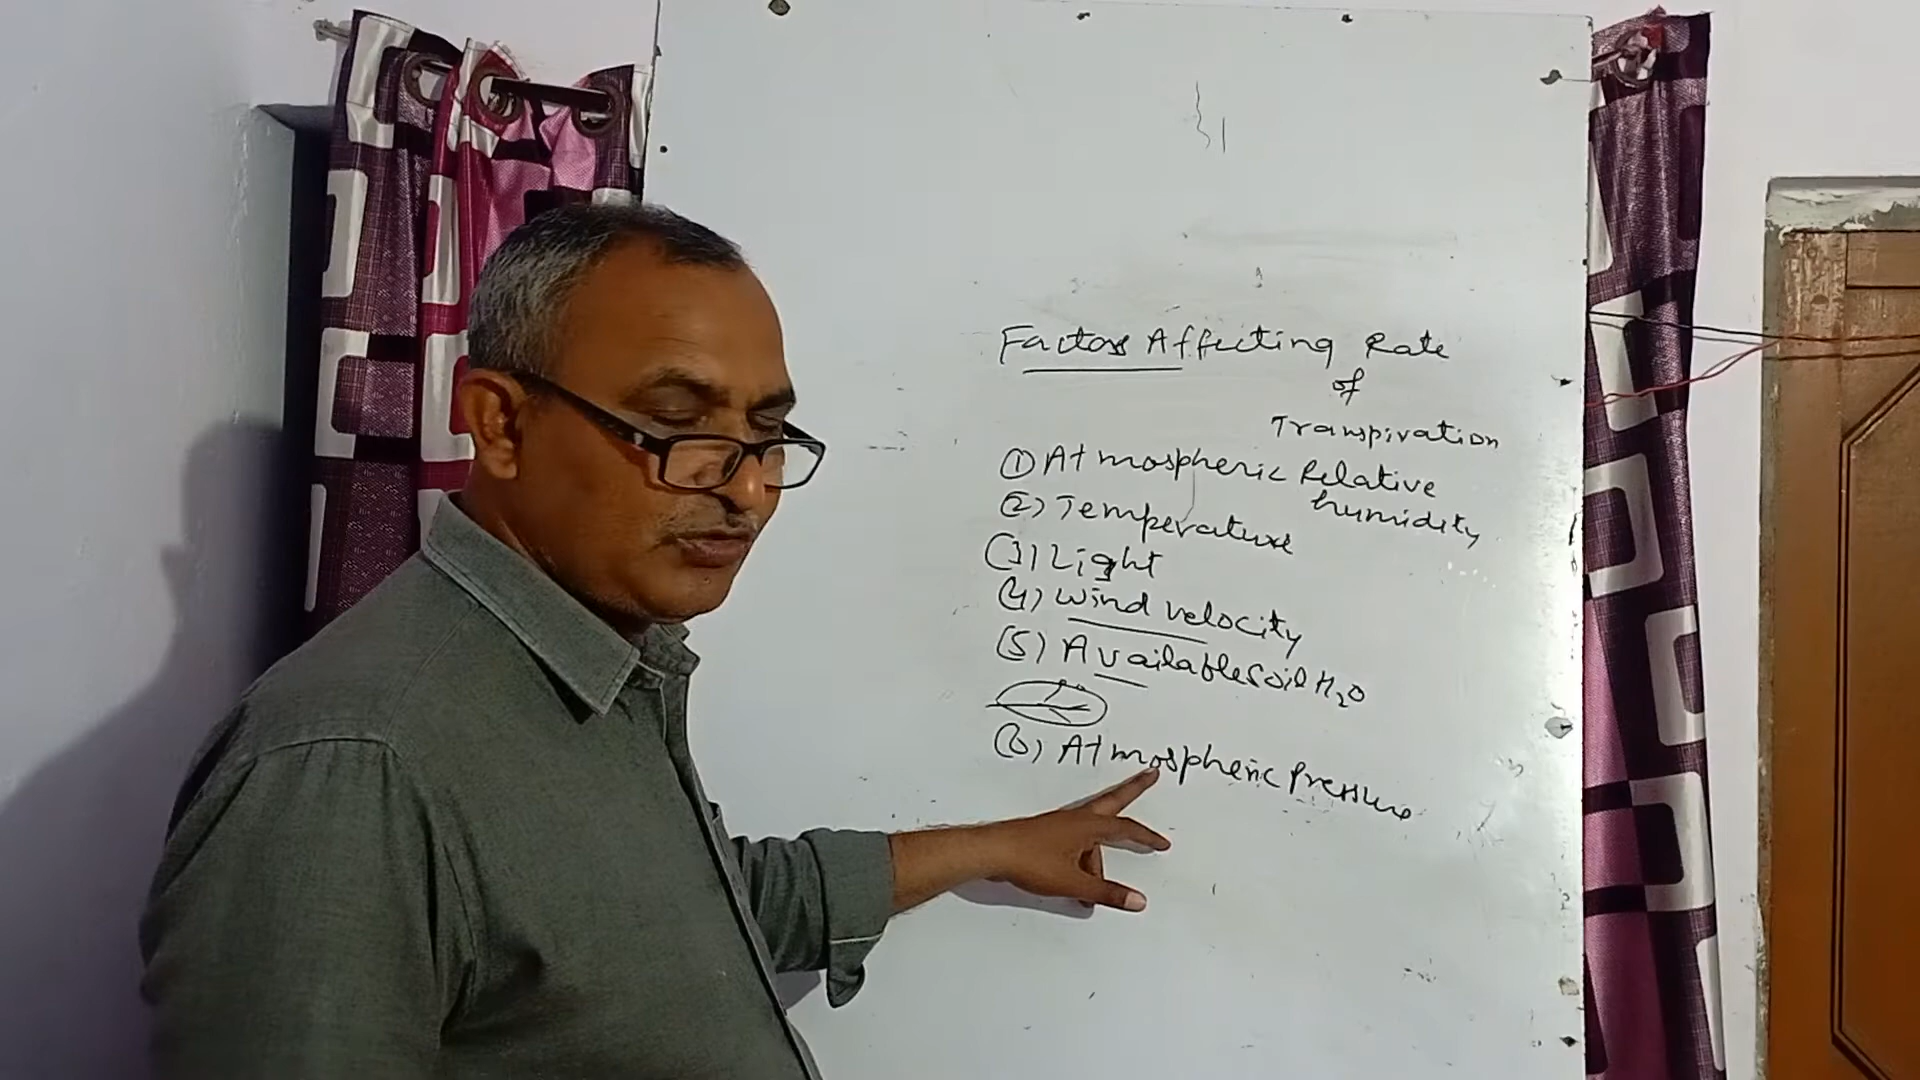 Factors Affecting Rate
of
Transpiration
(1) Atmospheric Relative
humidity
(2) Temperature
(3) Light
(4) Wind velocity
(5) Available Soil H₂O
(6) Atmospheric Pressure